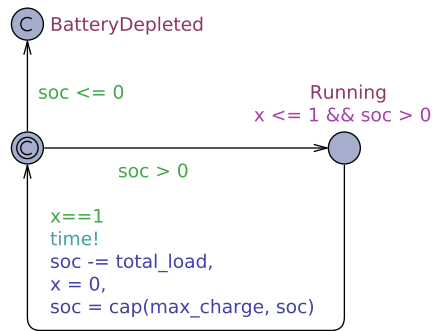 C BatteryDepleted
soc <= 0
Running
x <= 1 && soc > 0
C
soc > 0
x==1
time!
soc -= total_load,
x = 0,
soc = cap(max_charge, soc)